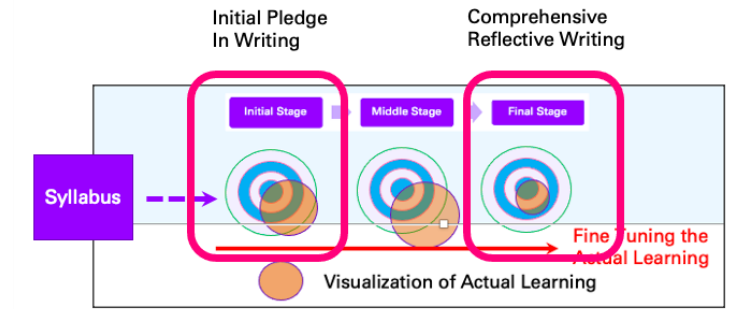 Initial Pledge
In Writing
Comprehensive
Reflective Writing
Initial Stage
Middle Stage
Final Stage
Syllabus
Fine Tuning the
Actual Learning
Visualization of Actual Learning